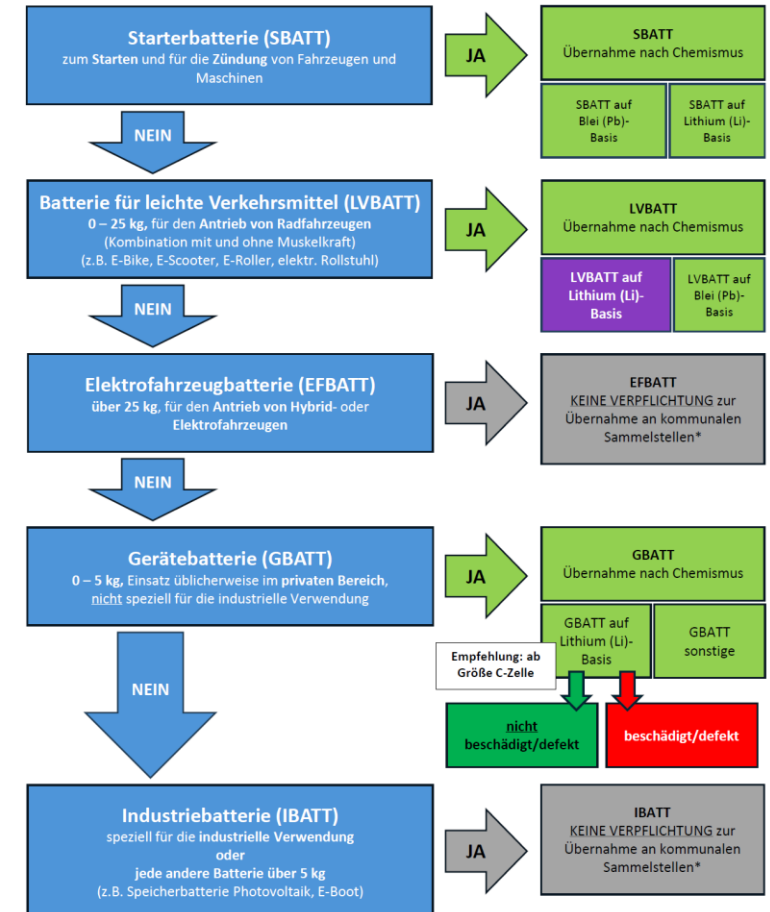 Starterbatterie (SBATT)
zum Starten und für die Zündung von Fahrzeugen und
Maschinen
JA
SBATT
Übernahme nach Chemismus
SBATT auf
Blei (Pb)-
Basis
SBATT auf
Lithium (Li)-
Basis
NEIN
Batterie für leichte Verkehrsmittel (LVBATT)
0 – 25 kg, für den Antrieb von Radfahrzeugen
(Kombination mit und ohne Muskelkraft)
(z.B. E-Bike, E-Scooter, E-Roller, elektr. Rollstuhl)
JA
LVBATT
Übernahme nach Chemismus
LVBATT auf
Lithium (Li)-
Basis
LVBATT auf
Blei (Pb)-
Basis
NEIN
Elektrofahrzeugbatterie (EFBATT)
über 25 kg, für den Antrieb von Hybrid- oder
Elektrofahrzeugen
JA
EFBATT
KEINE VERPFLICHTUNG zur
Übernahme an kommunalen
Sammelstellen*
NEIN
Gerätebatterie (GBATT)
0 – 5 kg, Einsatz üblicherweise im privaten Bereich,
nicht speziell für die industrielle Verwendung
JA
GBATT
Übernahme nach Chemismus
GBATT auf
Lithium (Li)-
Basis
GBATT
sonstige
Empfehlung: ab
Größe C-Zelle
nicht
beschädigt/defekt
beschädigt/defekt
NEIN
Industriebatterie (IBATT)
speziell für die industrielle Verwendung
oder
jede andere Batterie über 5 kg
(z.B. Speicherbatterie Photovoltaik, E-Boot)
JA
IBATT
KEINE VERPFLICHTUNG zur
Übernahme an kommunalen
Sammelstellen*